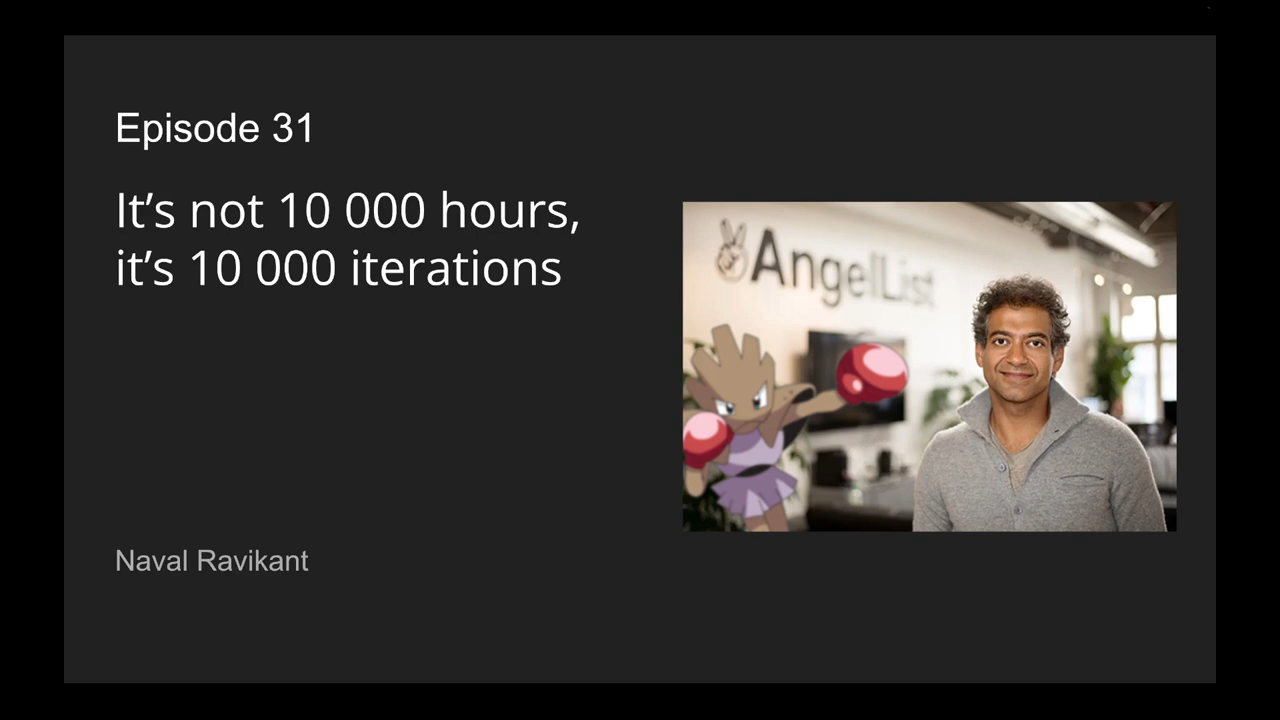 Episode 31
It’s not 10 000 hours,
it’s 10 000 iterations
AngelList
Naval Ravikant